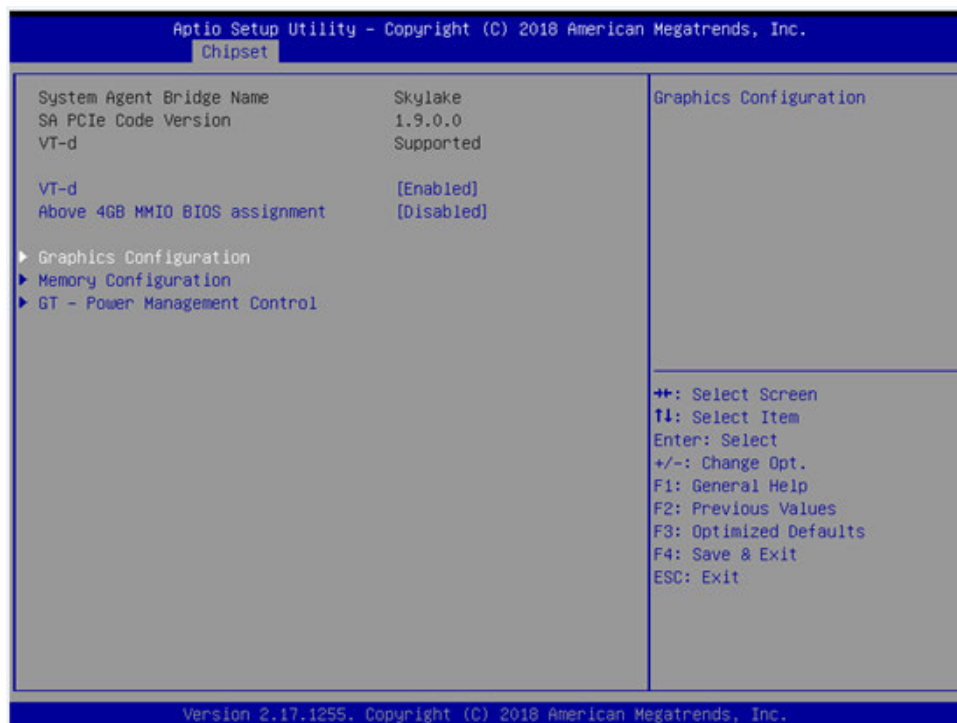 Aptio Setup Utility – Copyright (C) 2018 American Megatrends, Inc.
Chipset
System Agent Bridge Name Skylake
SA PCIe Code Version 1.9.0.0
VT-d Supported
VT-d [Enabled]
Above 4GB MMIO BIOS assignment [Disabled]
Graphics Configuration
Memory Configuration
GT – Power Management Control
Graphics Configuration
→←: Select Screen
↑↓: Select Item
Enter: Select
+/-: Change Opt.
F1: General Help
F2: Previous Values
F3: Optimized Defaults
F4: Save & Exit
ESC: Exit
Version 2.17.1255. Copyright (C) 2018 American Megatrends, Inc.